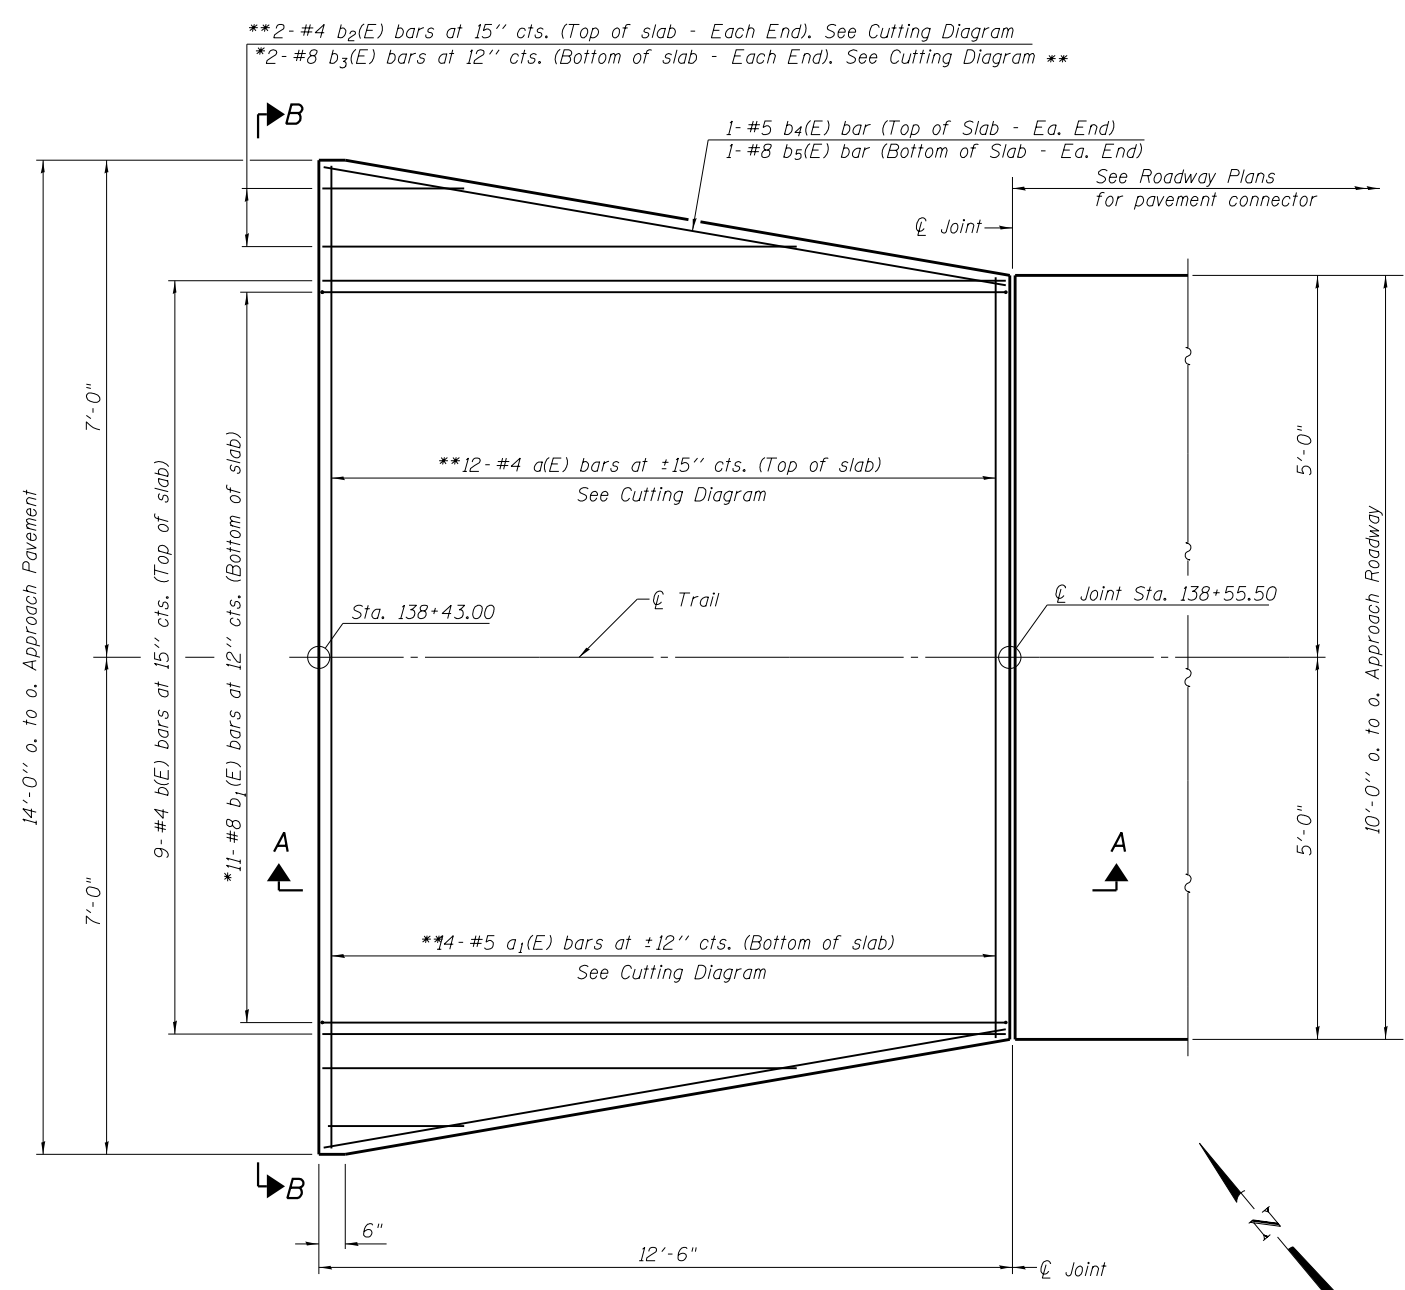 **2-#4 b2(E) bars at 15'' cts. (Top of slab - Each End). See Cutting Diagram
*2-#8 b3(E) bars at 12'' cts. (Bottom of slab - Each End). See Cutting Diagram **
B
1-#5 b4(E) bar (Top of Slab - Ea. End)
1-#8 b5(E) bar (Bottom of Slab - Ea. End)
See Roadway Plans
for pavement connector
℄ Joint
7'-0"
5'-0"
**12-#4 a(E) bars at ±15'' cts. (Top of slab)
See Cutting Diagram
14'-0'' o. to o. Approach Pavement
9-#4 b(E) bars at 15'' cts. (Top of slab)
*11-#8 b1(E) bars at 12'' cts. (Bottom of slab)
10'-0'' o. to o. Approach Roadway
Sta. 138+43.00
℄ Trail
℄ Joint Sta. 138+55.50
A
A
7'-0"
5'-0"
**14-#5 a1(E) bars at ±12'' cts. (Bottom of slab)
See Cutting Diagram
B
6"
12'-6"
℄ Joint
N